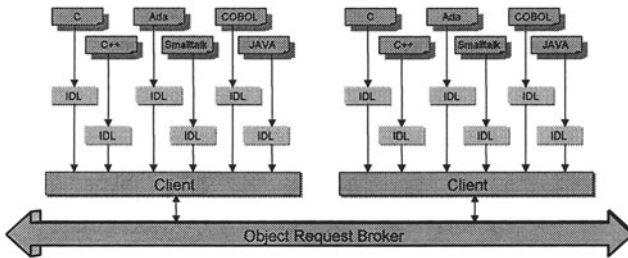 C Ada COBOL C Ada COBOL
C++ Smalltalk JAVA C++ Smalltalk JAVA
IDL IDL IDL IDL IDL IDL
IDL IDL IDL IDL IDL IDL
Client Client
Object Request Broker